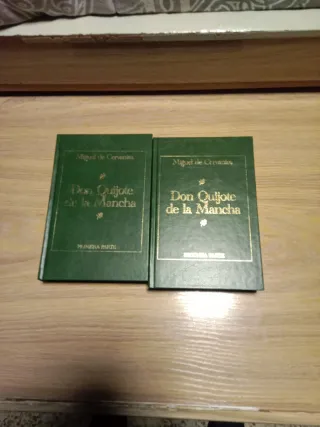 Miguel de Cervantes
Don Quijote
de la Mancha
PRIMERA PARTE
Miguel de Cervantes
Don Quijote
de la Mancha
SEGUNDA PARTE